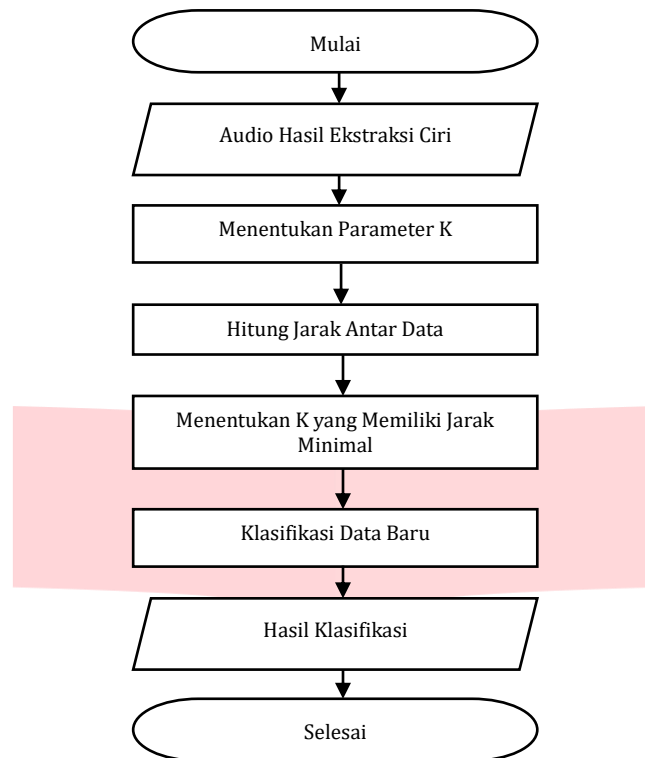 Mulai
Audio Hasil Ekstraksi Ciri
Menentukan Parameter K
Hitung Jarak Antar Data
Menentukan K yang Memiliki Jarak
Minimal
Klasifikasi Data Baru
Hasil Klasifikasi
Selesai